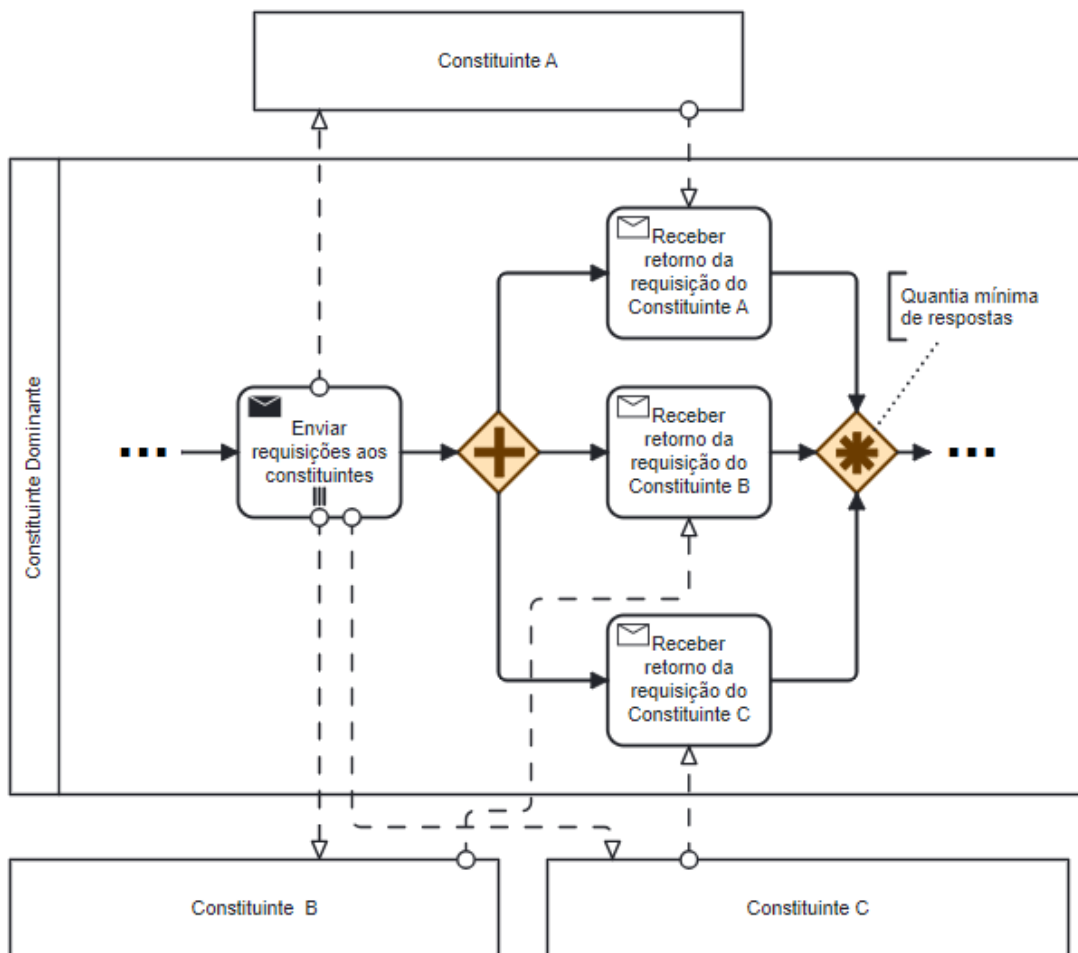 Constituinte A
Constituinte Dominante
Receber
retorno da
requisição do
Constituinte A
Quantia mínima
de respostas
Enviar
requisições aos
constituintes
Receber
retorno da
requisição do
Constituinte B
Receber
retorno da
requisição do
Constituinte C
Constituinte B
Constituinte C